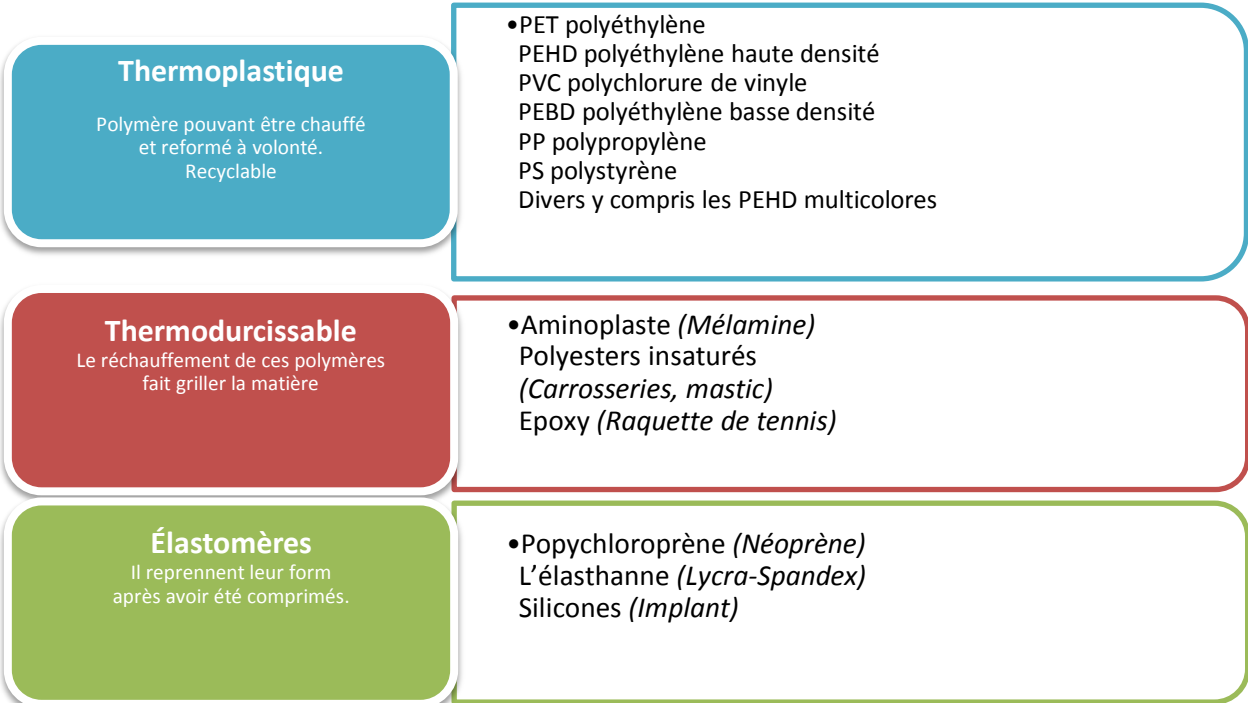 Thermoplastique
Polymère pouvant être chauffé
et reformé à volonté.
Recyclable
•PET polyéthylène
PEHD polyéthylène haute densité
PVC polychlorure de vinyle
PEBD polyéthylène basse densité
PP polypropylène
PS polystyrène
Divers y compris les PEHD multicolores
Thermodurcissable
Le réchauffement de ces polymères
fait griller la matière
•Aminoplaste (Mélamine)
Polyesters insaturés
(Carrosseries, mastic)
Epoxy (Raquette de tennis)
Élastomères
Il reprennent leur form
après avoir été comprimés.
•Popychloroprène (Néoprène)
L'élasthanne (Lycra-Spandex)
Silicones (Implant)